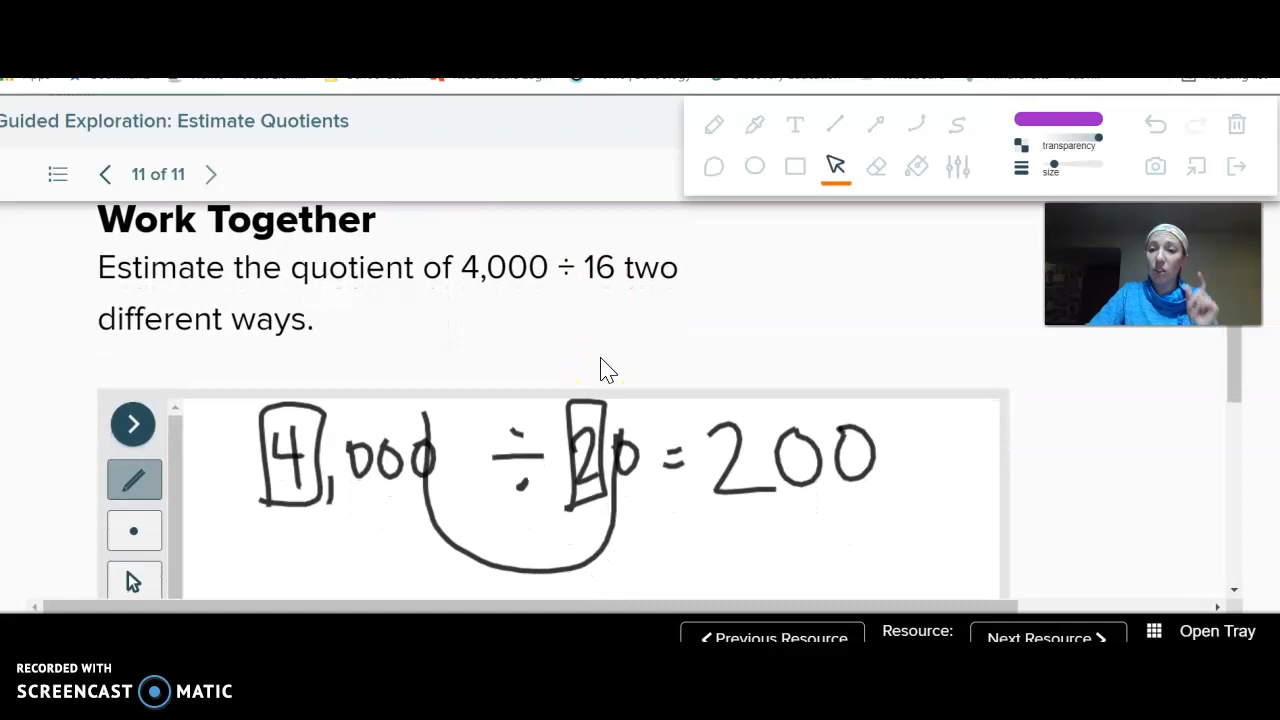 Guided Exploration: Estimate Quotients
11 of 11
T
transparency
size
Work Together
Estimate the quotient of 4,000 ÷ 16 two
different ways.
4,000 ÷ 20 = 200
Previous Resource
Resource:
Next Resource
Open Tray
RECORDED WITH
SCREENCAST MATIC